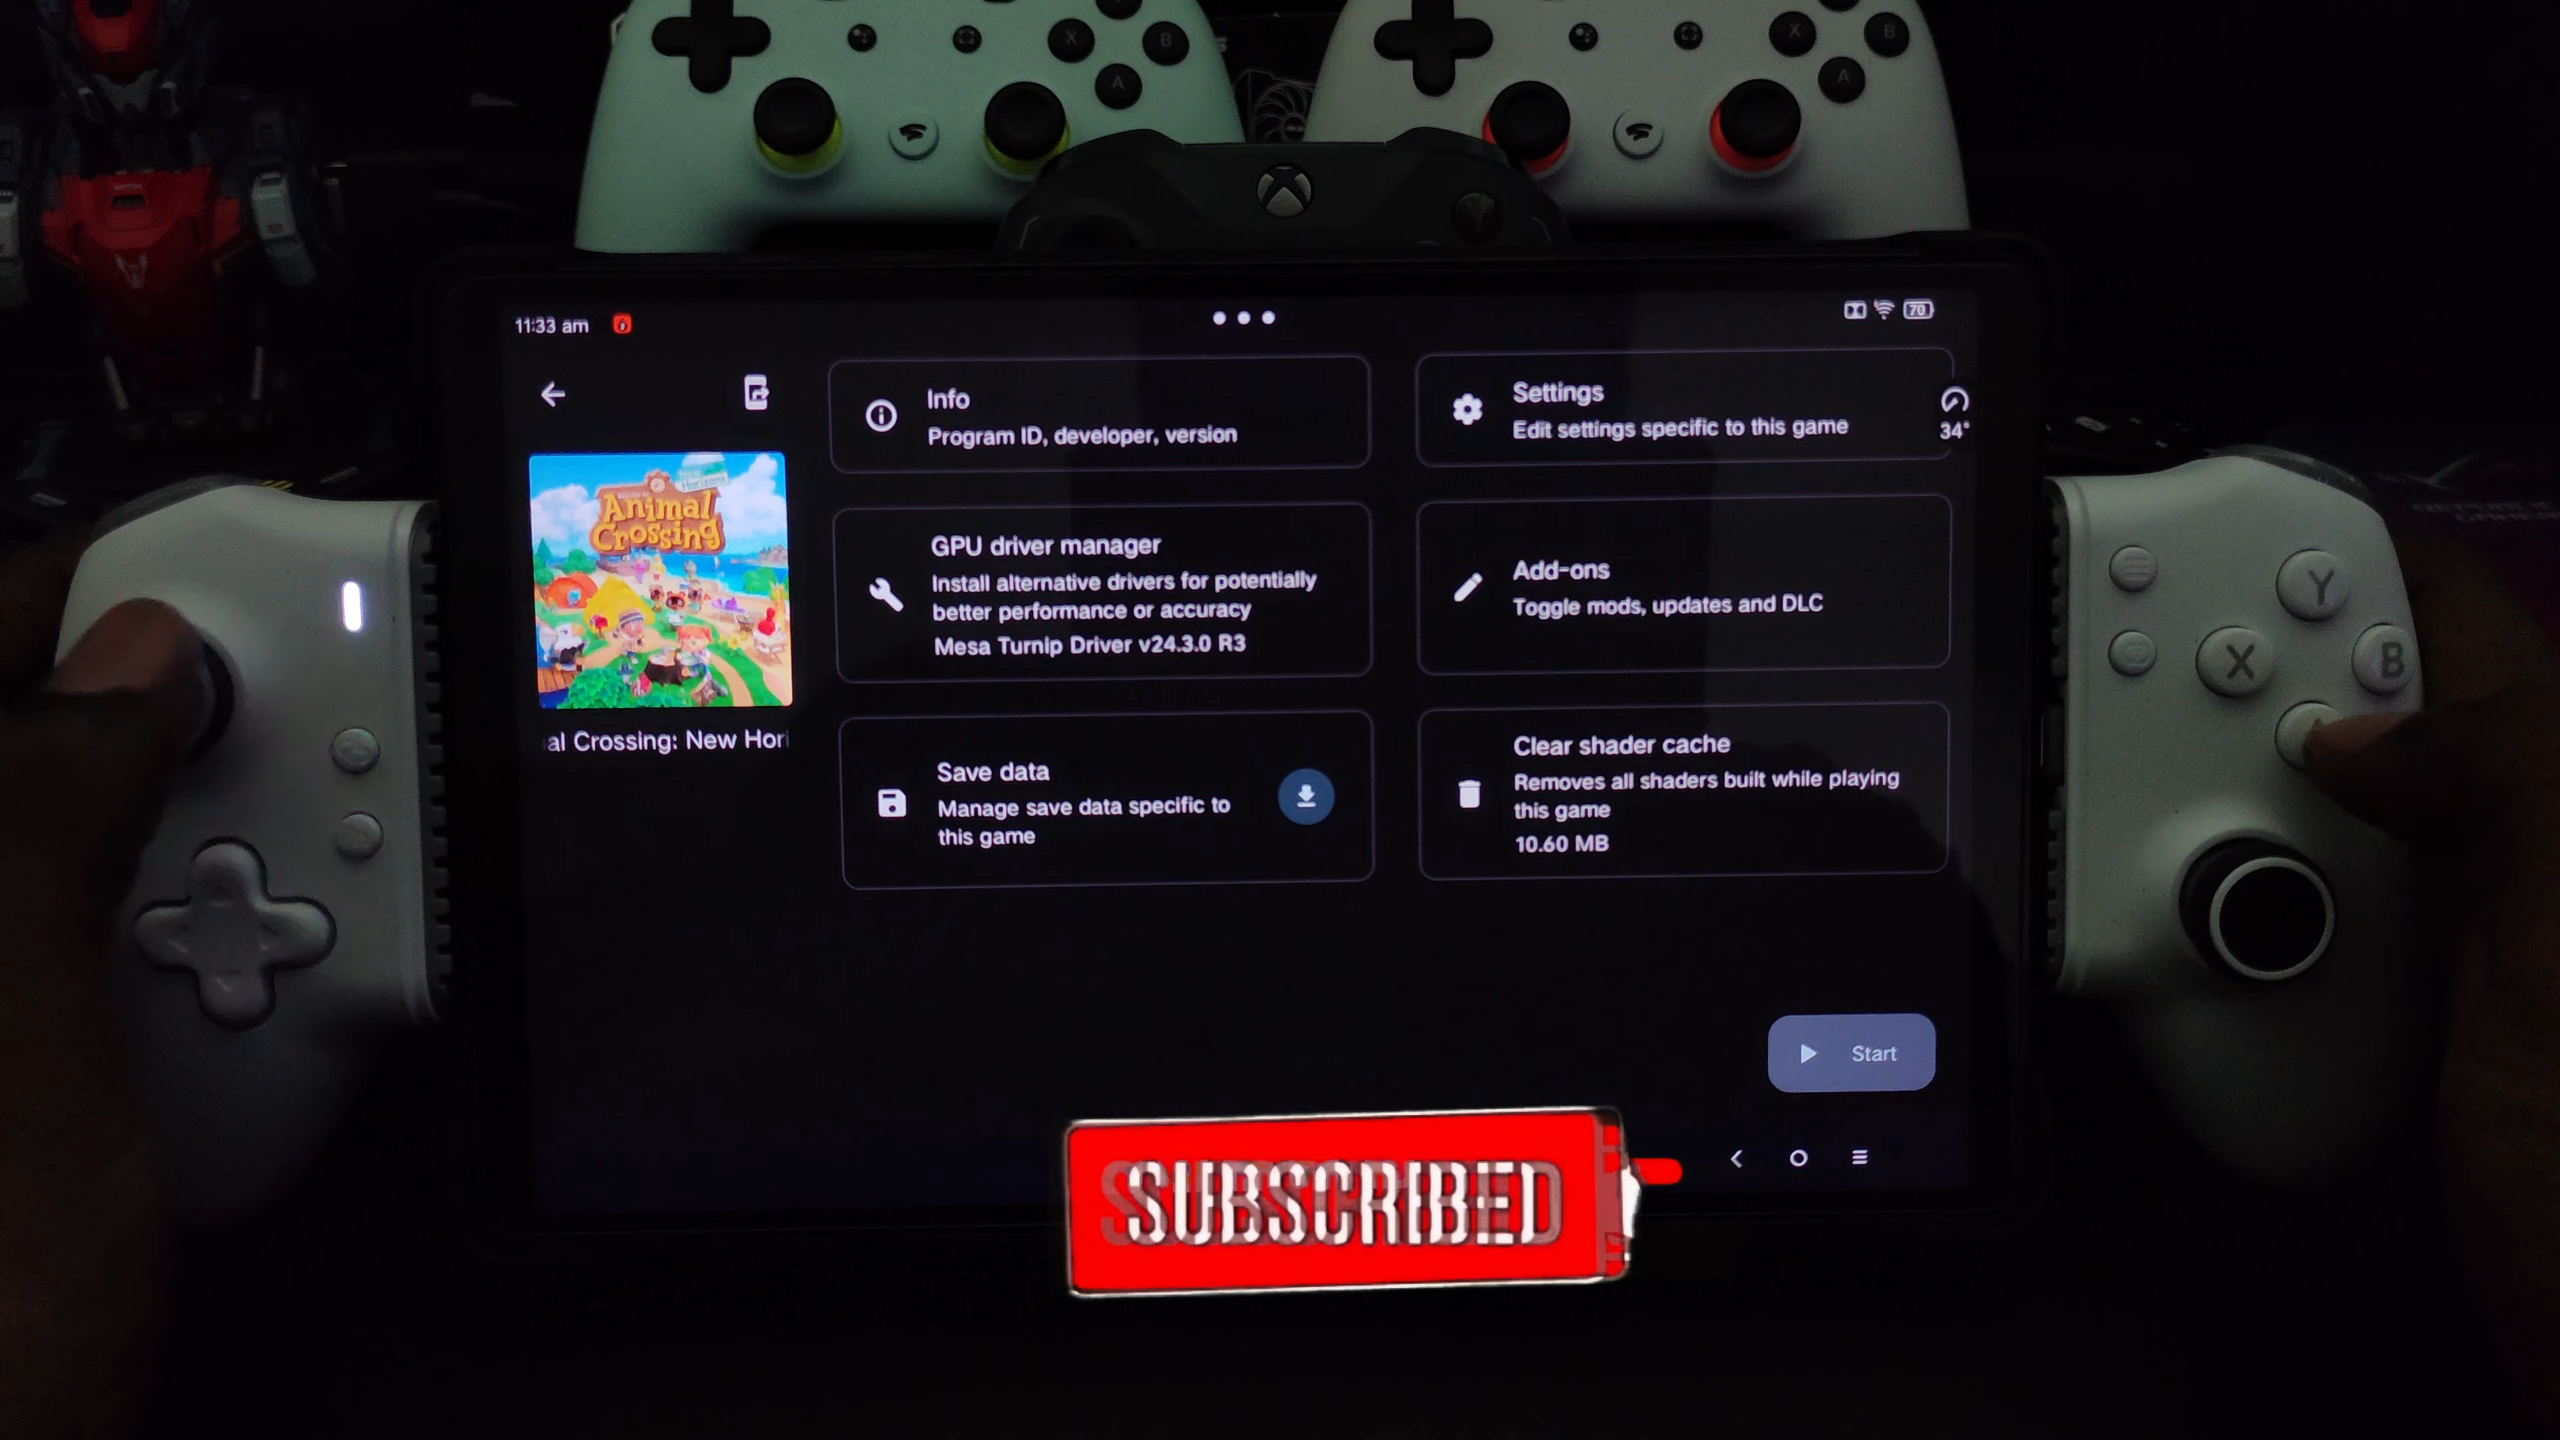 X
B
A
X
B
A
11:33 am
70
Info
Program ID, developer, version
Settings
Edit settings specific to this game
34°
Animal
Crossing
al Crossing: New Hori
GPU driver manager
Install alternative drivers for potentially
better performance or accuracy
Mesa Turnip Driver v24.3.0 R3
Add-ons
Toggle mods, updates and DLC
Save data
Manage save data specific to
this game
Clear shader cache
Removes all shaders built while playing
this game
10.60 MB
Start
Y
X
B
SUBSCRIBED